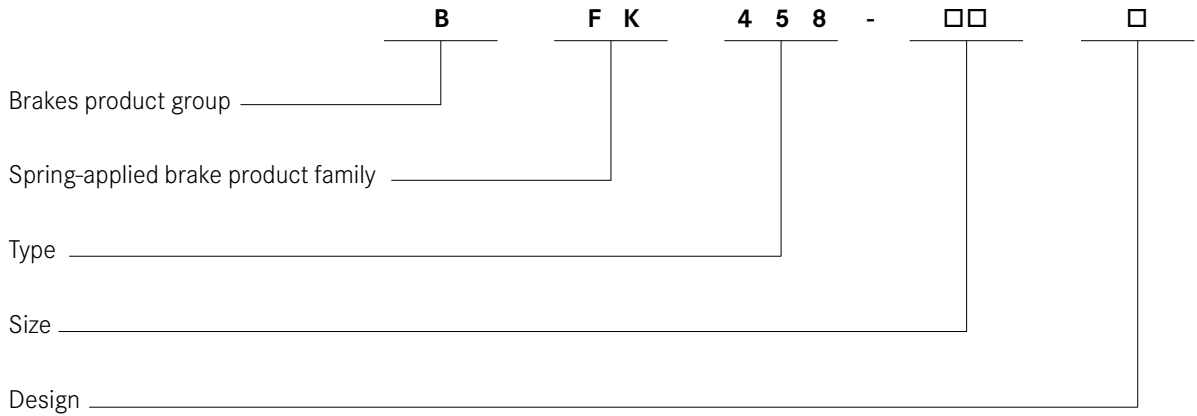 B F K 4 5 8 - □□ □
Brakes product group
Spring-applied brake product family
Type
Size
Design